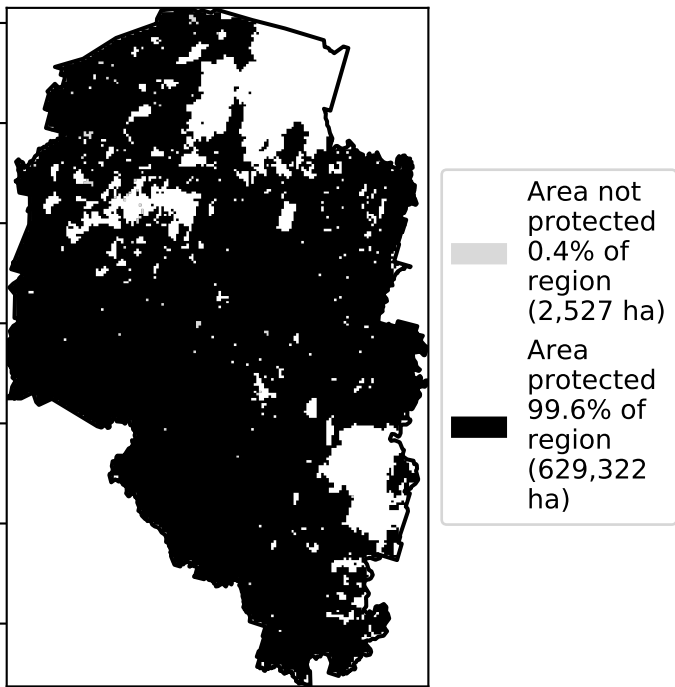 Area not
protected
0.4% of
region
(2,527 ha)
Area
protected
99.6% of
region
(629,322
ha)